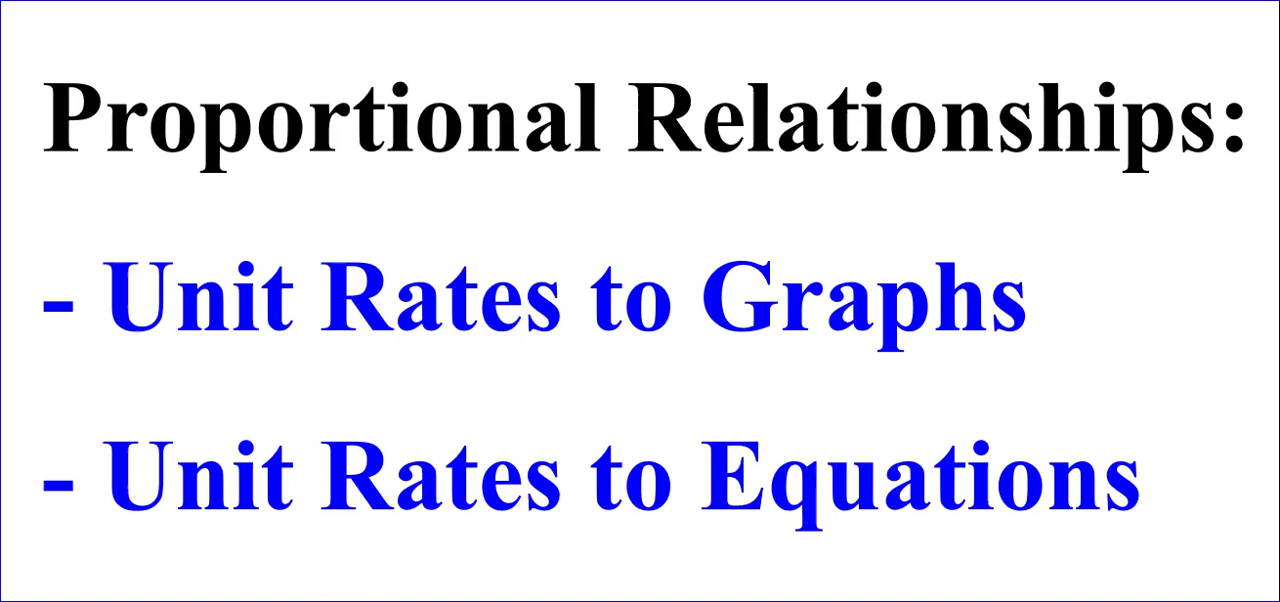 Proportional Relationships:
- Unit Rates to Graphs
- Unit Rates to Equations